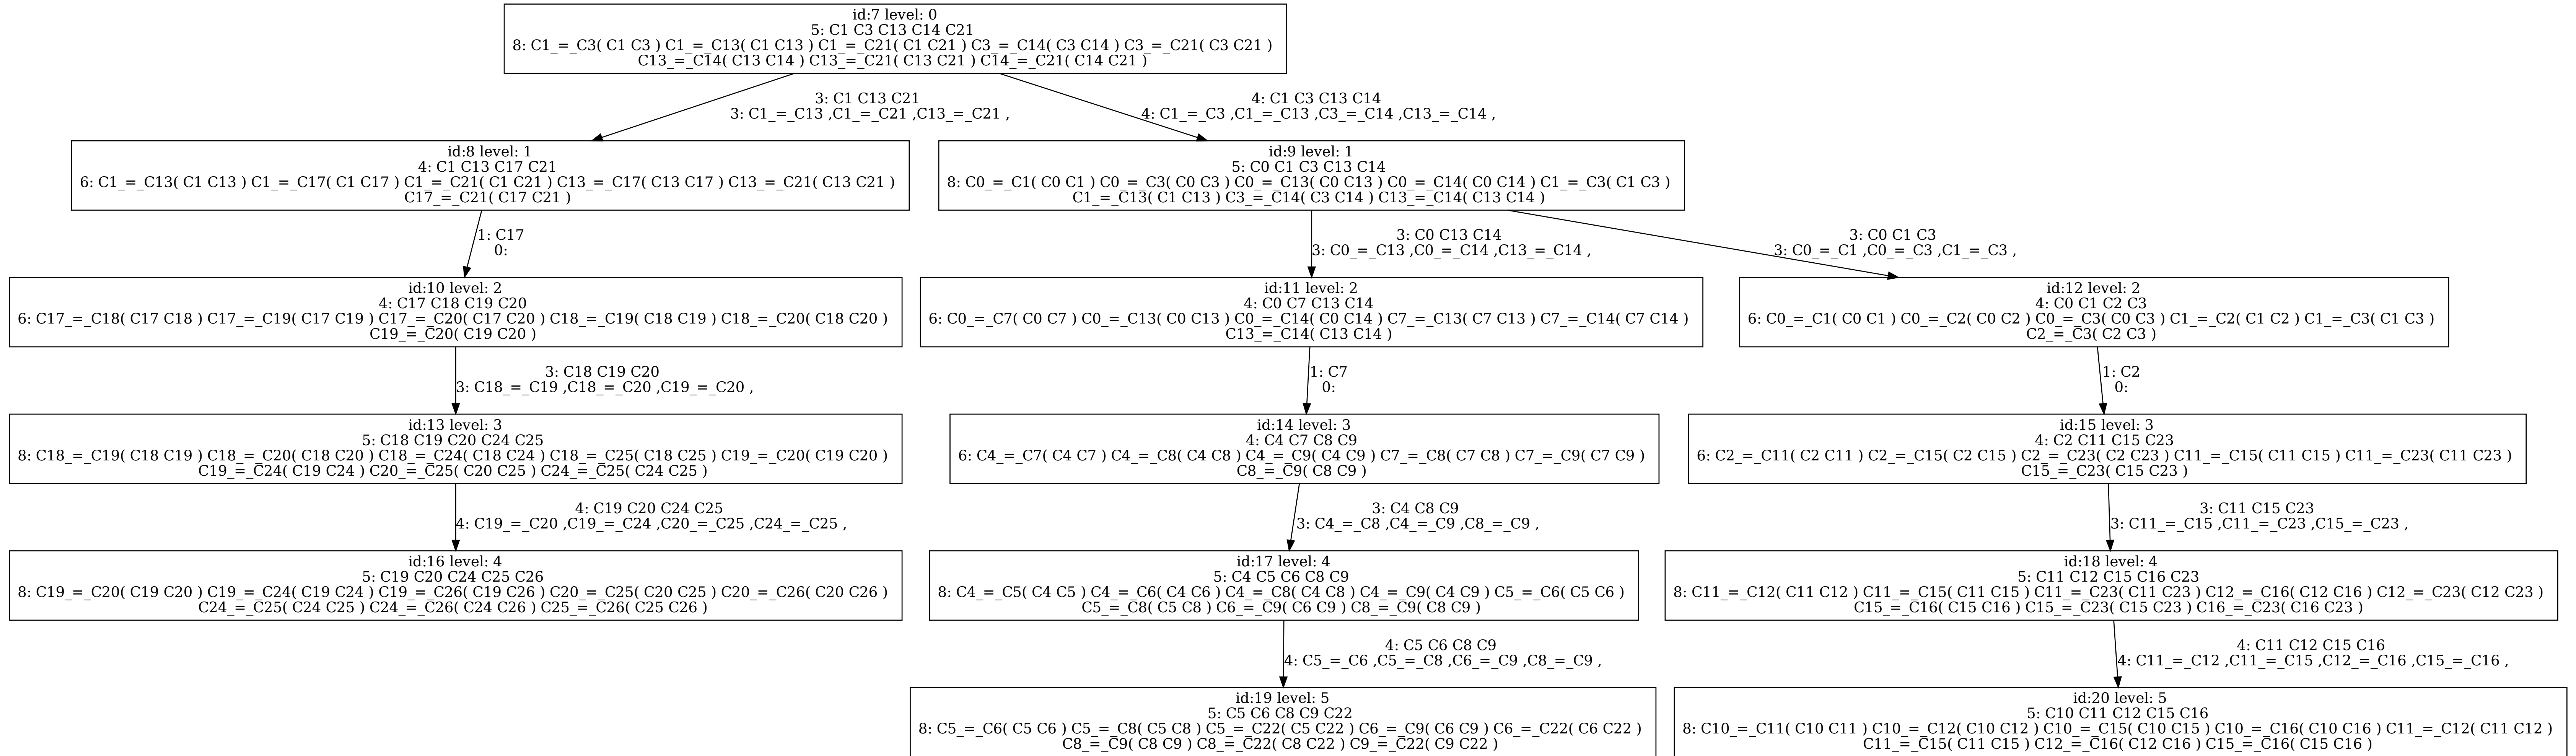 id:7 level: 0
5: C1 C3 C13 C14 C21
8: C1_=_C3( C1 C3 ) C1_=_C13( C1 C13 ) C1_=_C21( C1 C21 ) C3_=_C14( C3 C14 ) C3_=_C21( C3 C21 )
C13_=_C14( C13 C14 ) C13_=_C21( C13 C21 ) C14_=_C21( C14 C21 )
3: C1 C13 C21
3: C1_=_C13 ,C1_=_C21 ,C13_=_C21 ,
4: C1 C3 C13 C14
4: C1_=_C3 ,C1_=_C13 ,C3_=_C14 ,C13_=_C14 ,
id:8 level: 1
4: C1 C13 C17 C21
6: C1_=_C13( C1 C13 ) C1_=_C17( C1 C17 ) C1_=_C21( C1 C21 ) C13_=_C17( C13 C17 ) C13_=_C21( C13 C21 )
C17_=_C21( C17 C21 )
id:9 level: 1
5: C0 C1 C3 C13 C14
8: C0_=_C1( C0 C1 ) C0_=_C3( C0 C3 ) C0_=_C13( C0 C13 ) C0_=_C14( C0 C14 ) C1_=_C3( C1 C3 )
C1_=_C13( C1 C13 ) C3_=_C14( C3 C14 ) C13_=_C14( C13 C14 )
1: C17
0:
3: C0 C13 C14
3: C0_=_C13 ,C0_=_C14 ,C13_=_C14 ,
3: C0 C1 C3
3: C0_=_C1 ,C0_=_C3 ,C1_=_C3 ,
id:10 level: 2
4: C17 C18 C19 C20
6: C17_=_C18( C17 C18 ) C17_=_C19( C17 C19 ) C17_=_C20( C17 C20 ) C18_=_C19( C18 C19 ) C18_=_C20( C18 C20 )
C19_=_C20( C19 C20 )
id:11 level: 2
4: C0 C7 C13 C14
6: C0_=_C7( C0 C7 ) C0_=_C13( C0 C13 ) C0_=_C14( C0 C14 ) C7_=_C13( C7 C13 ) C7_=_C14( C7 C14 )
C13_=_C14( C13 C14 )
id:12 level: 2
4: C0 C1 C2 C3
6: C0_=_C1( C0 C1 ) C0_=_C2( C0 C2 ) C0_=_C3( C0 C3 ) C1_=_C2( C1 C2 ) C1_=_C3( C1 C3 )
C2_=_C3( C2 C3 )
3: C18 C19 C20
3: C18_=_C19 ,C18_=_C20 ,C19_=_C20 ,
1: C7
0:
1: C2
0:
id:13 level: 3
5: C18 C19 C20 C24 C25
8: C18_=_C19( C18 C19 ) C18_=_C20( C18 C20 ) C18_=_C24( C18 C24 ) C18_=_C25( C18 C25 ) C19_=_C20( C19 C20 )
C19_=_C24( C19 C24 ) C20_=_C25( C20 C25 ) C24_=_C25( C24 C25 )
id:14 level: 3
4: C4 C7 C8 C9
6: C4_=_C7( C4 C7 ) C4_=_C8( C4 C8 ) C4_=_C9( C4 C9 ) C7_=_C8( C7 C8 ) C7_=_C9( C7 C9 )
C8_=_C9( C8 C9 )
id:15 level: 3
4: C2 C11 C15 C23
6: C2_=_C11( C2 C11 ) C2_=_C15( C2 C15 ) C2_=_C23( C2 C23 ) C11_=_C15( C11 C15 ) C11_=_C23( C11 C23 )
C15_=_C23( C15 C23 )
4: C19 C20 C24 C25
4: C19_=_C20 ,C19_=_C24 ,C20_=_C25 ,C24_=_C25 ,
3: C4 C8 C9
3: C4_=_C8 ,C4_=_C9 ,C8_=_C9 ,
3: C11 C15 C23
3: C11_=_C15 ,C11_=_C23 ,C15_=_C23 ,
id:16 level: 4
5: C19 C20 C24 C25 C26
8: C19_=_C20( C19 C20 ) C19_=_C24( C19 C24 ) C19_=_C26( C19 C26 ) C20_=_C25( C20 C25 ) C20_=_C26( C20 C26 )
C24_=_C25( C24 C25 ) C24_=_C26( C24 C26 ) C25_=_C26( C25 C26 )
id:17 level: 4
5: C4 C5 C6 C8 C9
8: C4_=_C5( C4 C5 ) C4_=_C6( C4 C6 ) C4_=_C8( C4 C8 ) C4_=_C9( C4 C9 ) C5_=_C6( C5 C6 )
C5_=_C8( C5 C8 ) C6_=_C9( C6 C9 ) C8_=_C9( C8 C9 )
id:18 level: 4
5: C11 C12 C15 C16 C23
8: C11_=_C12( C11 C12 ) C11_=_C15( C11 C15 ) C11_=_C23( C11 C23 ) C12_=_C16( C12 C16 ) C12_=_C23( C12 C23 )
C15_=_C16( C15 C16 ) C15_=_C23( C15 C23 ) C16_=_C23( C16 C23 )
4: C5 C6 C8 C9
4: C5_=_C6 ,C5_=_C8 ,C6_=_C9 ,C8_=_C9 ,
4: C11 C12 C15 C16
4: C11_=_C12 ,C11_=_C15 ,C12_=_C16 ,C15_=_C16 ,
id:19 level: 5
5: C5 C6 C8 C9 C22
8: C5_=_C6( C5 C6 ) C5_=_C8( C5 C8 ) C5_=_C22( C5 C22 ) C6_=_C9( C6 C9 ) C6_=_C22( C6 C22 )
C8_=_C9( C8 C9 ) C8_=_C22( C8 C22 ) C9_=_C22( C9 C22 )
id:20 level: 5
5: C10 C11 C12 C15 C16
8: C10_=_C11( C10 C11 ) C10_=_C12( C10 C12 ) C10_=_C15( C10 C15 ) C10_=_C16( C10 C16 ) C11_=_C12( C11 C12 )
C11_=_C15( C11 C15 ) C12_=_C16( C12 C16 ) C15_=_C16( C15 C16 )